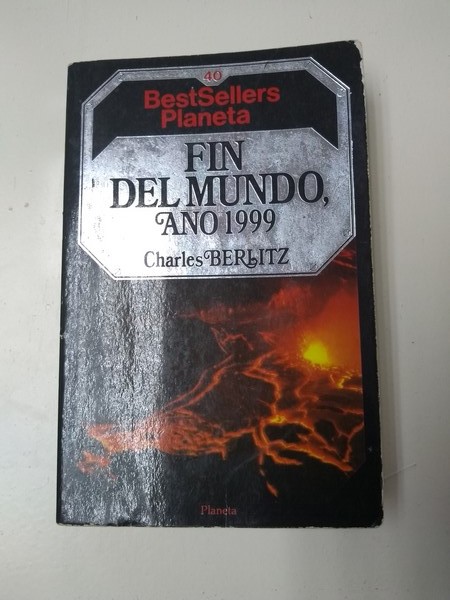 40
BestSellers
Planeta
FIN
DEL MUNDO,
AÑO 1999
Charles BERLITZ
Planeta